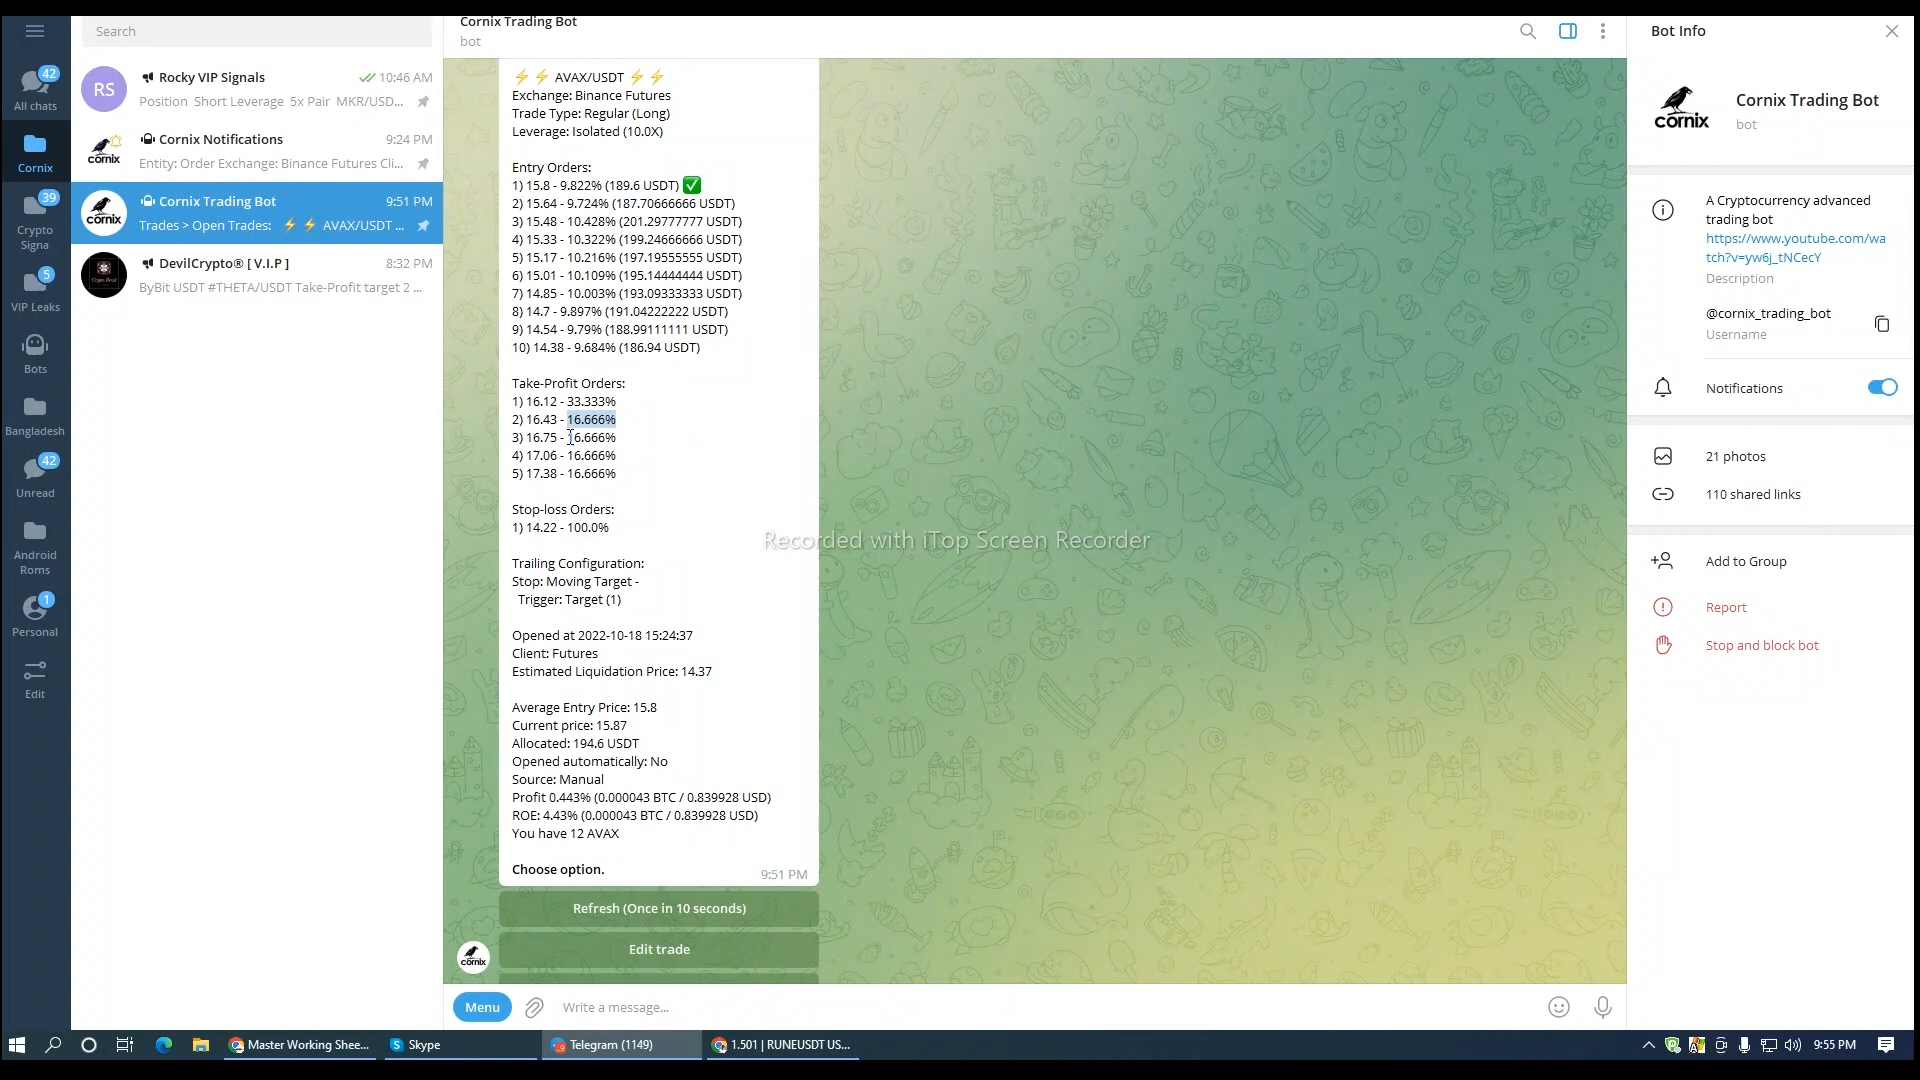 Search
42
All chats
Cornix
39
Crypto
Signa
5
VIP Leaks
Bots
Bangladesh
42
Unread
Android
Roms
1
Personal
Edit
RS
Rocky VIP Signals
10:46 AM
Position Short Leverage 5x Pair MKR/USD...
cornix
Cornix Notifications
9:24 PM
Entity: Order Exchange: Binance Futures Cli...
cornix
Cornix Trading Bot
9:51 PM
Trades > Open Trades: ⚡ ⚡ AVAX/USDT ...
DevilCrypto® [ V.I.P ]
8:32 PM
ByBit USDT #THETA/USDT Take-Profit target 2 ...
Cornix Trading Bot
bot
⚡ ⚡ AVAX/USDT ⚡ ⚡
Exchange: Binance Futures
Trade Type: Regular (Long)
Leverage: Isolated (10.0X)
Entry Orders:
1) 15.8 - 9.822% (189.6 USDT) ✅
2) 15.64 - 9.724% (187.70666666 USDT)
3) 15.48 - 10.428% (201.29777777 USDT)
4) 15.33 - 10.322% (199.24666666 USDT)
5) 15.17 - 10.216% (197.19555555 USDT)
6) 15.01 - 10.109% (195.14444444 USDT)
7) 14.85 - 10.003% (193.09333333 USDT)
8) 14.7 - 9.897% (191.04222222 USDT)
9) 14.54 - 9.79% (188.99111111 USDT)
10) 14.38 - 9.684% (186.94 USDT)
Take-Profit Orders:
1) 16.12 - 33.333%
2) 16.43 - 16.666%
3) 16.75 - 16.666%
4) 17.06 - 16.666%
5) 17.38 - 16.666%
Stop-loss Orders:
1) 14.22 - 100.0%
Trailing Configuration:
Stop: Moving Target -
Trigger: Target (1)
Opened at 2022-10-18 15:24:37
Client: Futures
Estimated Liquidation Price: 14.37
Average Entry Price: 15.8
Current price: 15.87
Allocated: 194.6 USDT
Opened automatically: No
Source: Manual
Profit 0.443% (0.000043 BTC / 0.839928 USD)
ROE: 4.43% (0.000043 BTC / 0.839928 USD)
You have 12 AVAX
Choose option.
9:51 PM
Refresh (Once in 10 seconds)
Edit trade
cornix
Recorded with iTop Screen Recorder
Menu
Write a message...
Bot Info
cornix
Cornix Trading Bot
bot
A Cryptocurrency advanced
trading bot
https://www.youtube.com/wa
tch?v=yw6j_tNCecY
Description
@cornix_trading_bot
Username
Notifications
21 photos
110 shared links
Add to Group
Report
Stop and block bot
Master Working Shee...
Skype
Telegram (1149)
1.501 | RUNEUSDT US...
9:55 PM